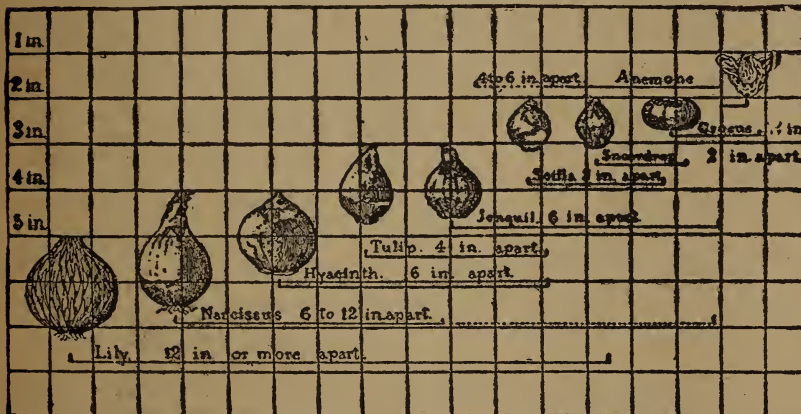 1 in.
2 in.
3 in.
4 in.
5 in.
4 to 6 in. apart Anemone
Crocus, in
Snowdrop 2 in. apart.
Scilla in apart
Jonquil. 6 in. apart
Tulip. 4 in. apart.
Hyacinth. 6 in. apart.
Narcissus 6 to 12 in. apart.
Lily, 12 in or more apart.